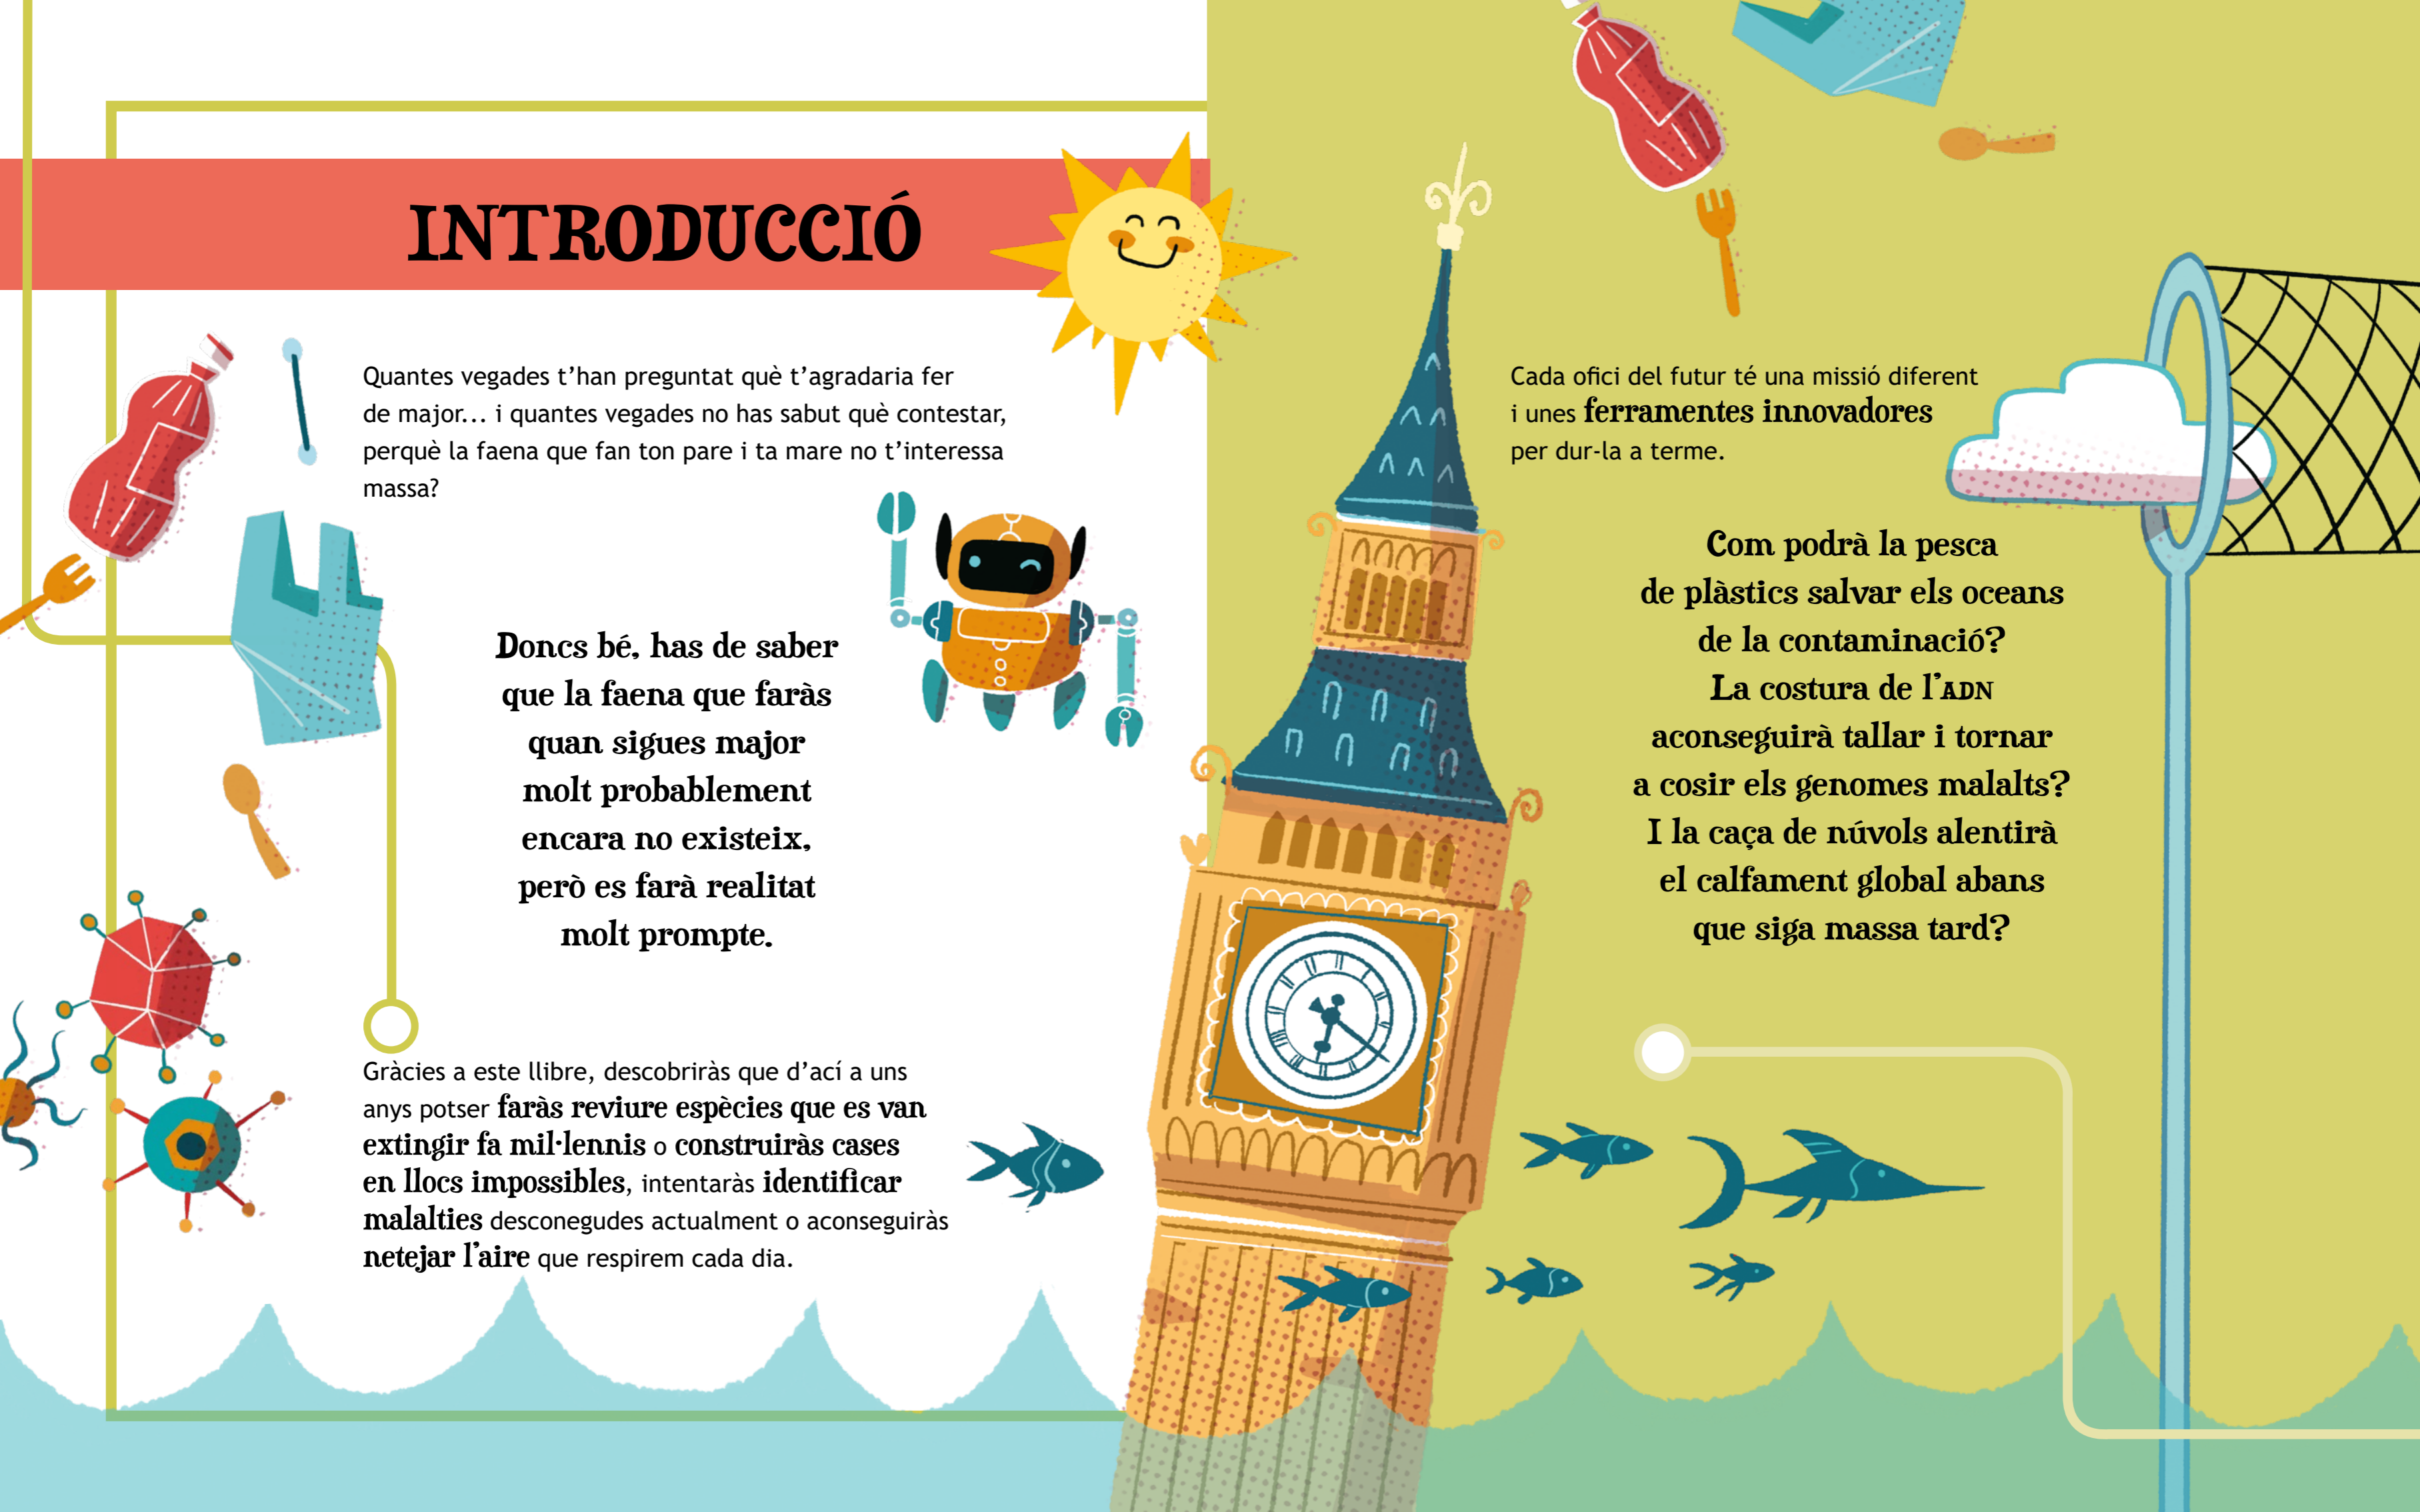 INTRODUCCIÓ
Quantes vegades t’han preguntat què t’agradaria fer
de major... i quantes vegades no has sabut què contestar,
perquè la faena que fan ton pare i ta mare no t’interessa
massa?
Doncs bé, has de saber
que la faena que faràs
quan sigues major
molt probablement
encara no existeix,
però es farà realitat
molt prompte.
Gràcies a este llibre, descobriràs que d’ací a uns
anys potser faràs reviure espècies que es van
extingir fa mil·lennis o construiràs cases
en llocs impossibles, intentaràs identificar
malalties desconegudes actualment o aconseguiràs
netejar l’aire que respirem cada dia.
Cada ofici del futur té una missió diferent
i unes ferramentes innovadores
per dur-la a terme.
Com podrà la pesca
de plàstics salvar els oceans
de la contaminació?
La costura de l’ADN
aconseguirà tallar i tornar
a cosir els genomes malalts?
I la caça de núvols alentirà
el calfament global abans
que siga massa tard?